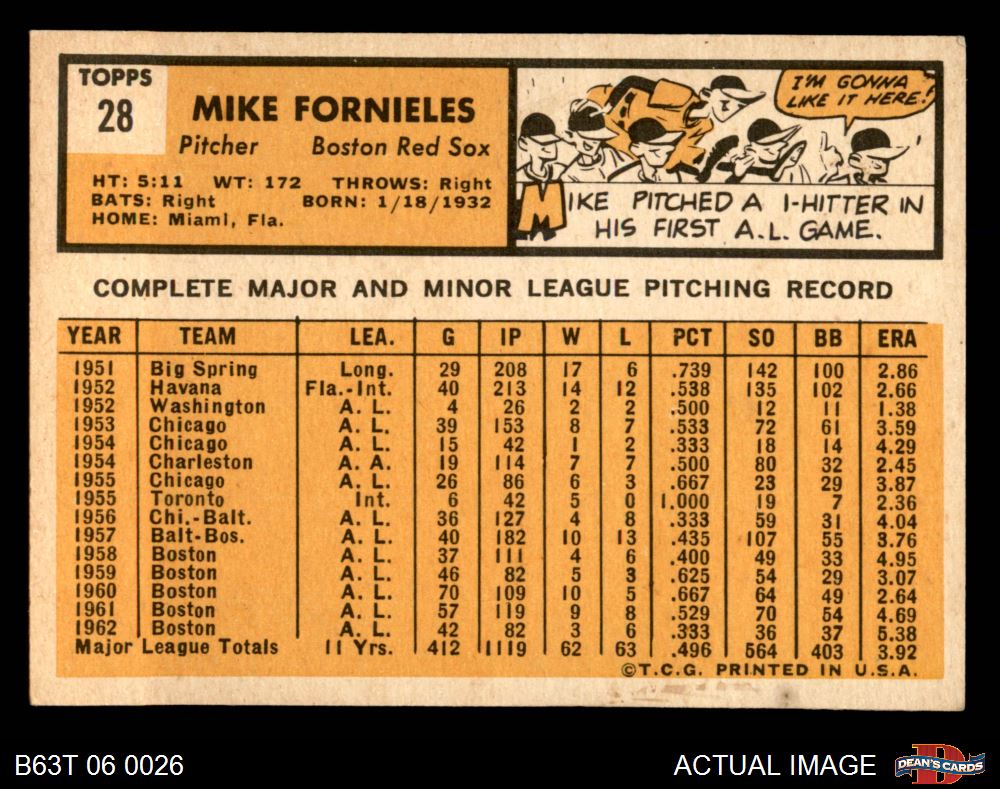 TOPPS
28
MIKE FORNIELES
Pitcher Boston Red Sox
HT: 5:11 WT: 172 THROWS: Right
BATS: Right BORN: 1/18/1932
HOME: Miami, Fla.
I'M GONNA
LIKE IT HERE!
MIKE PITCHED A 1-HITTER IN
HIS FIRST A.L. GAME.
COMPLETE MAJOR AND MINOR LEAGUE PITCHING RECORD
YEAR TEAM LEA. G IP W L PCT SO BB ERA
1951 Big Spring Long. 29 208 17 6 .739 142 100 2.86
1952 Havana Fla.-Int. 40 213 14 12 .538 135 102 2.66
1952 Washington A. L. 4 26 2 2 .500 12 11 1.38
1953 Chicago A. L. 39 153 8 7 .533 72 61 3.59
1954 Chicago A. L. 15 42 1 2 .333 18 14 4.29
1954 Charleston A. A. 19 114 7 7 .500 80 32 2.45
1955 Chicago A. L. 26 86 6 3 .667 23 29 3.87
1955 Toronto Int. 6 42 5 0 1.000 19 7 2.36
1956 Chi.-Balt. A. L. 36 127 4 8 .333 59 31 4.04
1957 Balt-Bos. A. L. 40 182 10 13 .435 107 55 3.76
1958 Boston A. L. 37 111 4 6 .400 49 33 4.95
1959 Boston A. L. 46 82 5 3 .625 54 29 3.07
1960 Boston A. L. 70 109 10 5 .667 64 49 2.64
1961 Boston A. L. 57 119 9 8 .529 70 54 4.69
1962 Boston A. L. 42 82 3 6 .333 36 37 5.38
Major League Totals 11 Yrs. 412 1119 62 63 .496 564 403 3.92
©T.C.G. PRINTED IN U.S.A.
B63T 06 0026
ACTUAL IMAGE
DEAN'S CARDS